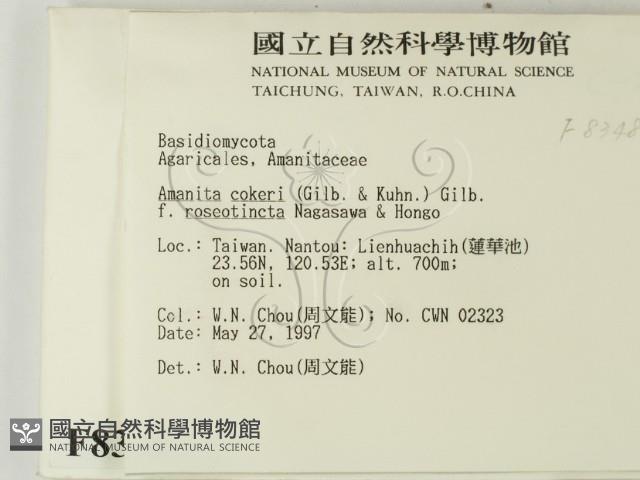 國立自然科學博物館
NATIONAL MUSEUM OF NATURAL SCIENCE
TAICHUNG, TAIWAN, R.O.CHINA
F 8348
Basidiomycota
Agaricales, Amanitaceae
Amanita cokeri (Gilb. & Kuhn.) Gilb.
f. roseotincta Nagasawa & Hongo
Loc.: Taiwan. Nantou: Lienhuachih(蓮華池)
23.56N, 120.53E; alt. 700m;
on soil.
Col.: W.N. Chou(周文能); No. CWN 02323
Date: May 27, 1997
Det.: W.N. Chou(周文能)
國立自然科學博物館
NATIONAL MUSEUM OF NATURAL SCIENCE